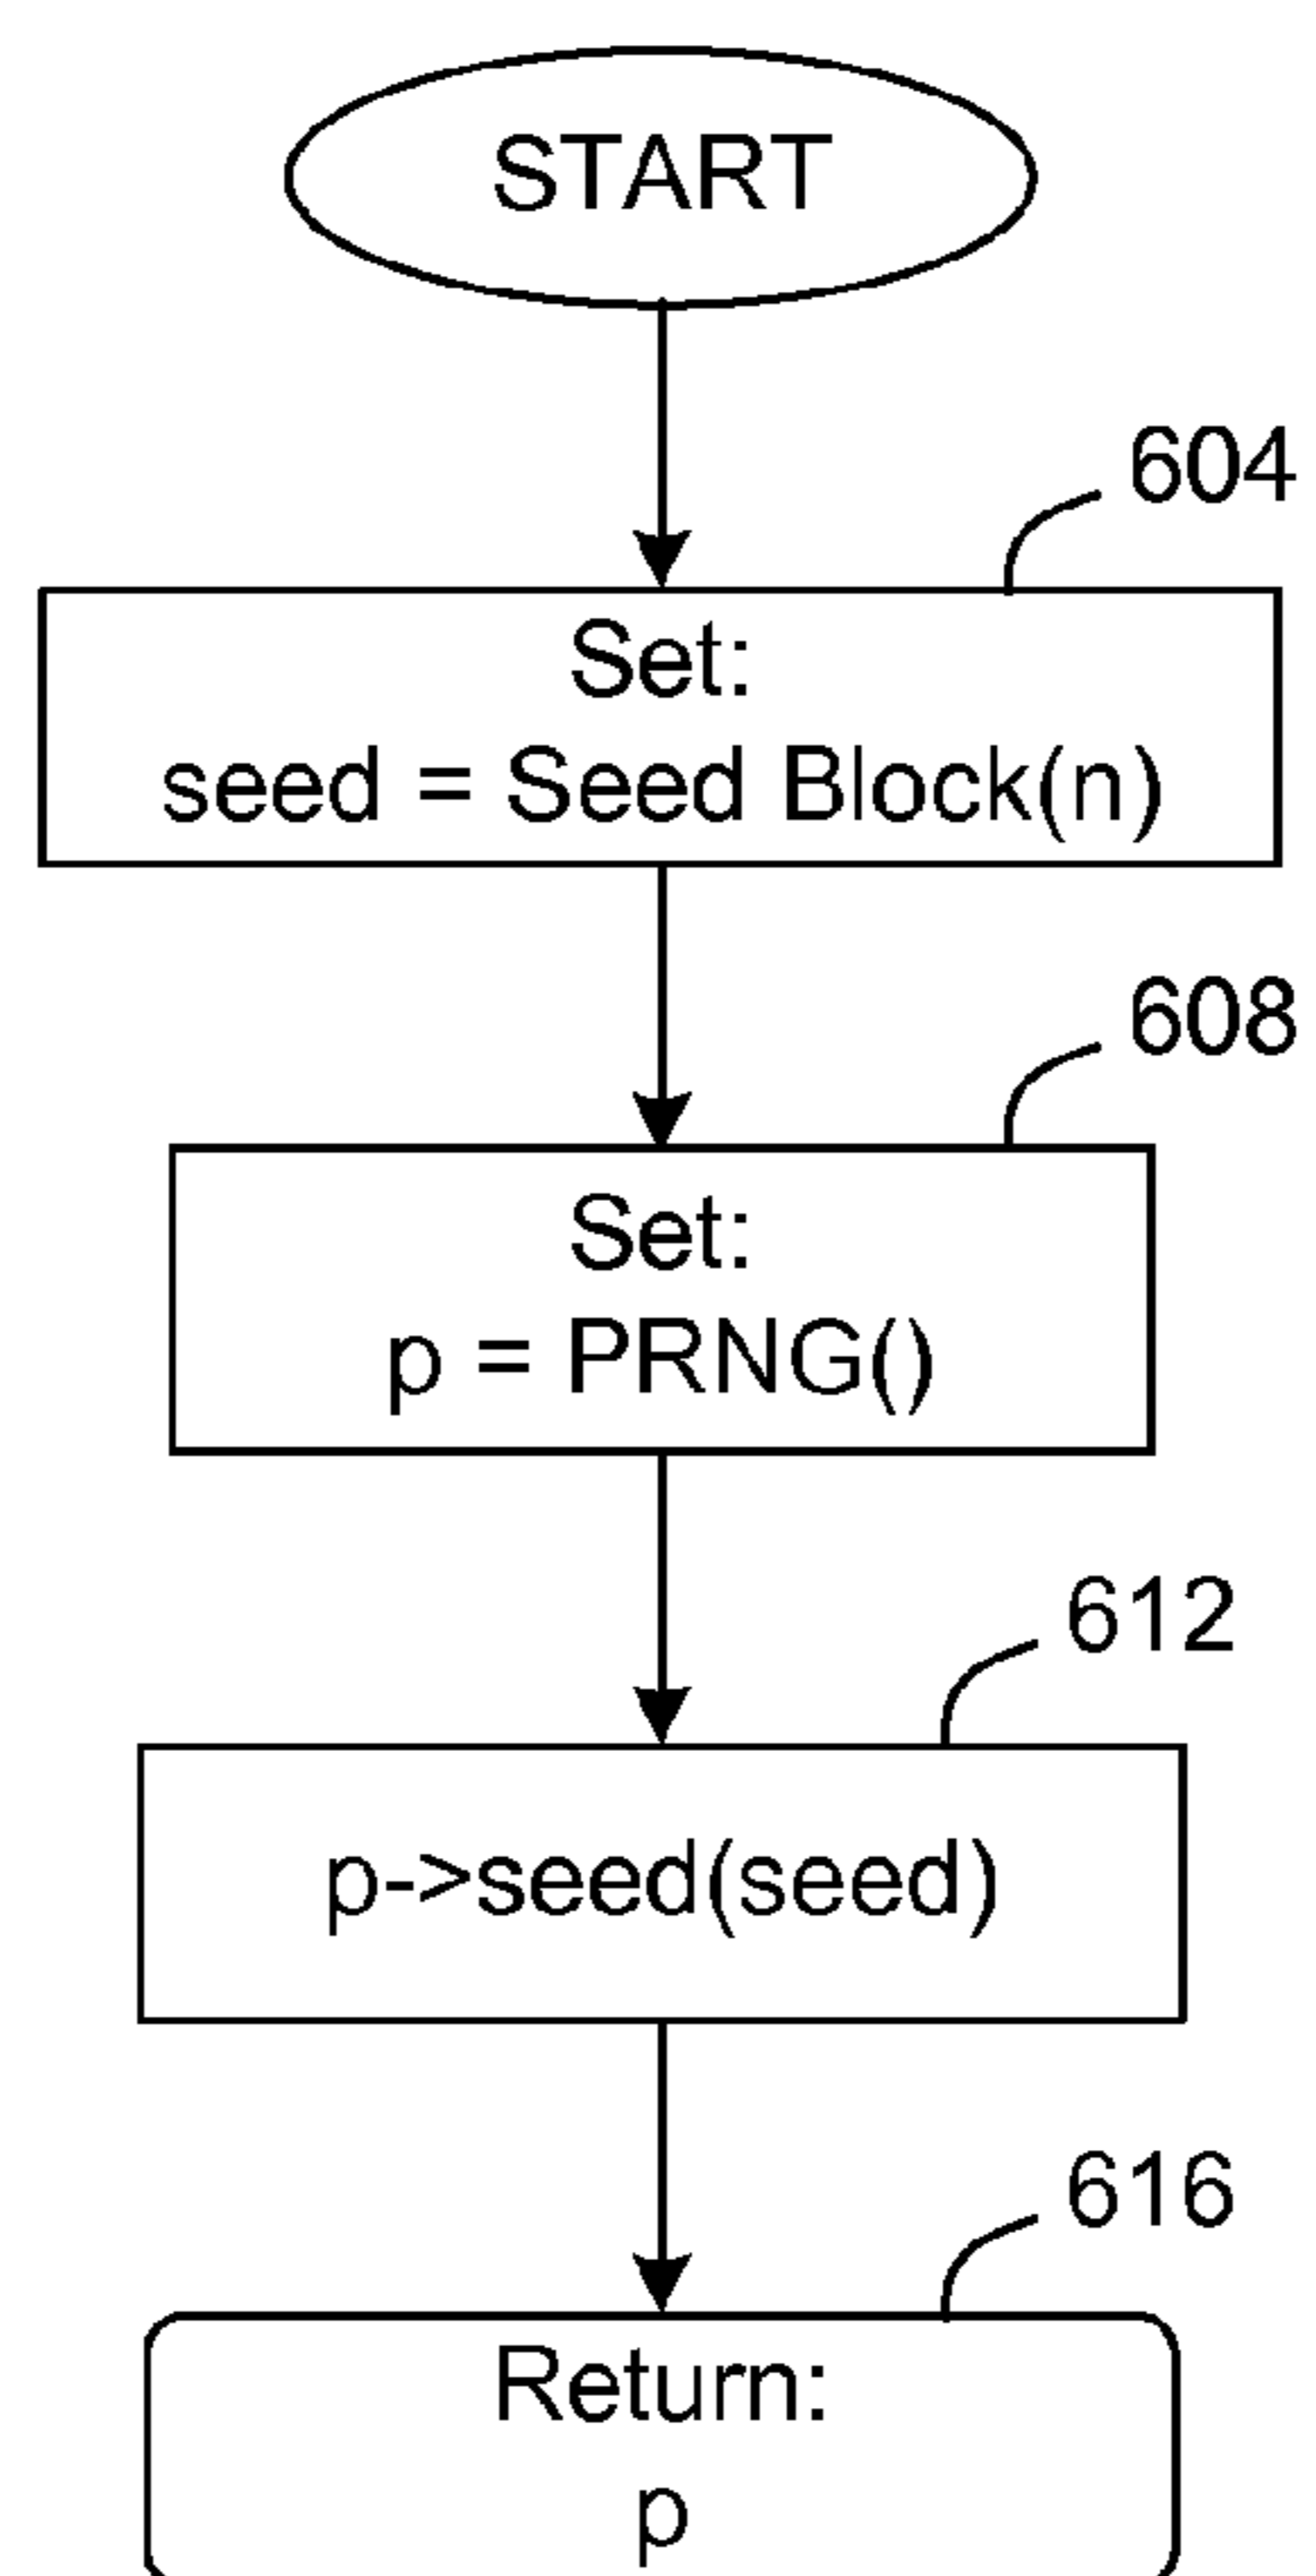 START
604
Set:
seed = Seed Block(n)
608
Set:
p = PRNG()
612
p->seed(seed)
616
Return:
p